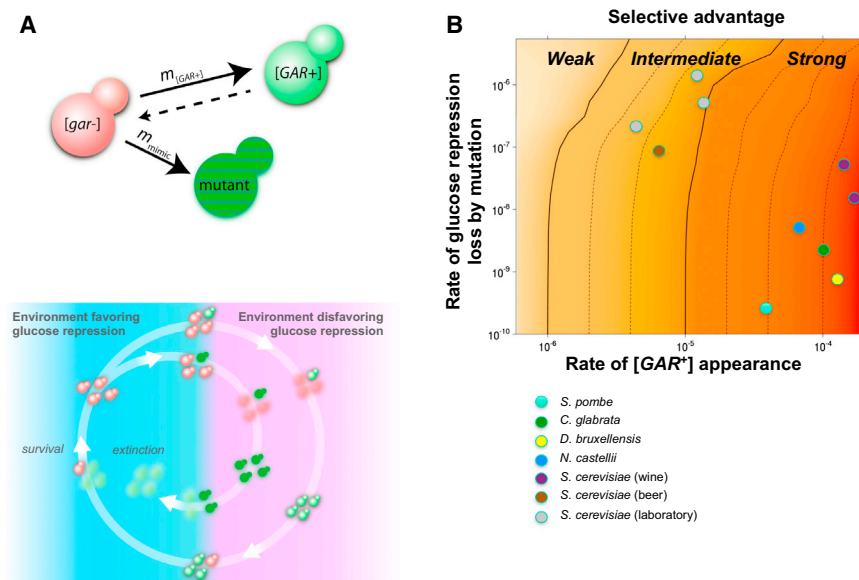 A
m[GAR+]
[GAR+]
[gar-]
m mimic
mutant
Environment favoring
glucose repression
Environment disfavoring
glucose repression
survival
extinction
B
Selective advantage
Weak
Intermediate
Strong
Rate of glucose repression
loss by mutation
10-6
10-7
10-8
10-9
10-10
10-6
10-5
10-4
Rate of [GAR+] appearance
S. pombe
C. glabrata
D. bruxellensis
N. castellii
S. cerevisiae (wine)
S. cerevisiae (beer)
S. cerevisiae (laboratory)